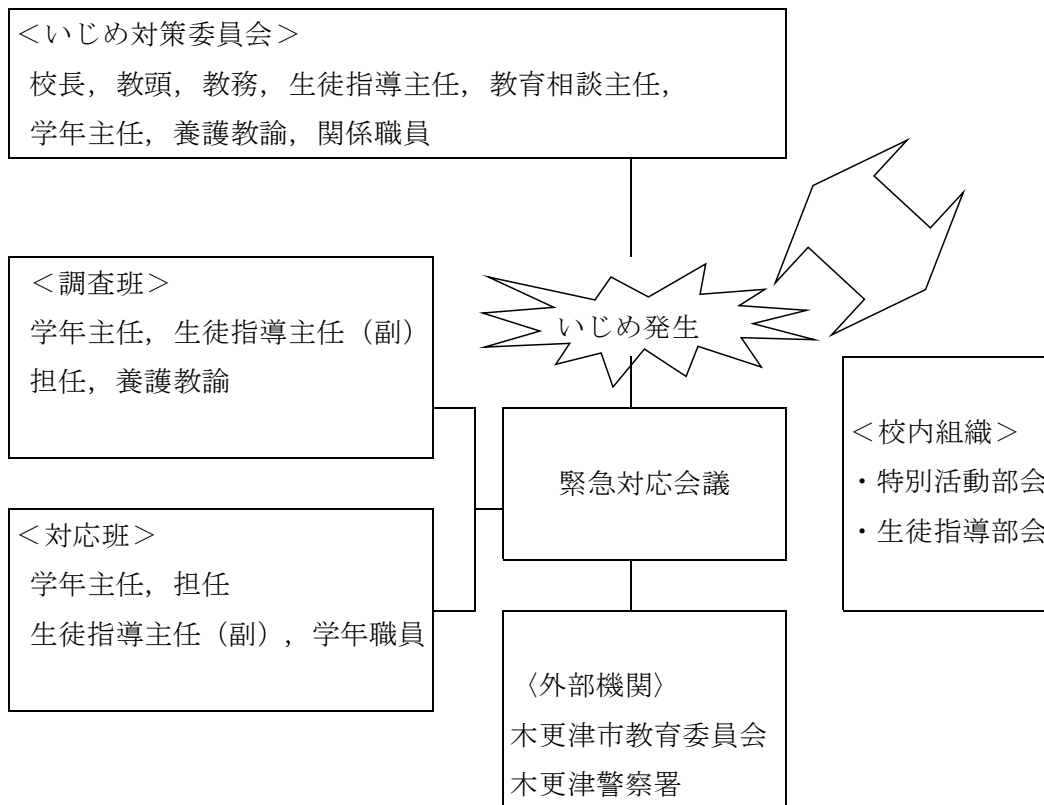 ＜いじめ対策委員会＞
校長，教頭，教務，生徒指導主任，教育相談主任，
学年主任，養護教諭，関係職員
＜調査班＞
学年主任，生徒指導主任（副）
担任，養護教諭
いじめ発生
緊急対応会議
＜校内組織＞
・特別活動部会
・生徒指導部会
＜対応班＞
学年主任，担任
生徒指導主任（副），学年職員
〈外部機関〉
木更津市教育委員会
木更津警察署